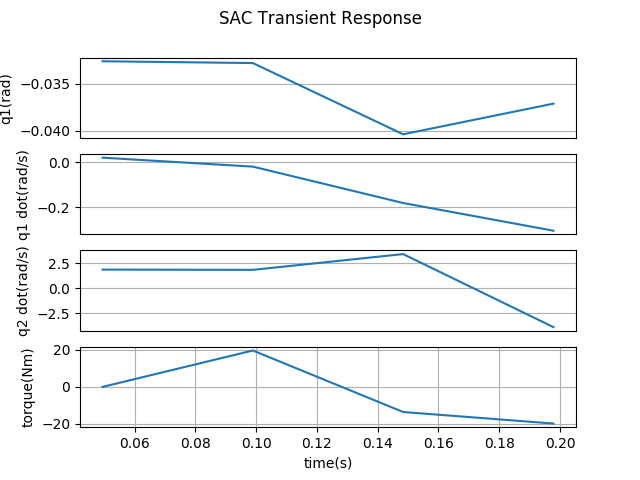 SAC Transient Response
q1(rad)
−0.035
−0.040
q1 dot(rad/s)
0.0
−0.2
q2 dot(rad/s)
2.5
0.0
−2.5
torque(Nm)
20
0
−20
0.06 0.08 0.10 0.12 0.14 0.16 0.18 0.20
time(s)